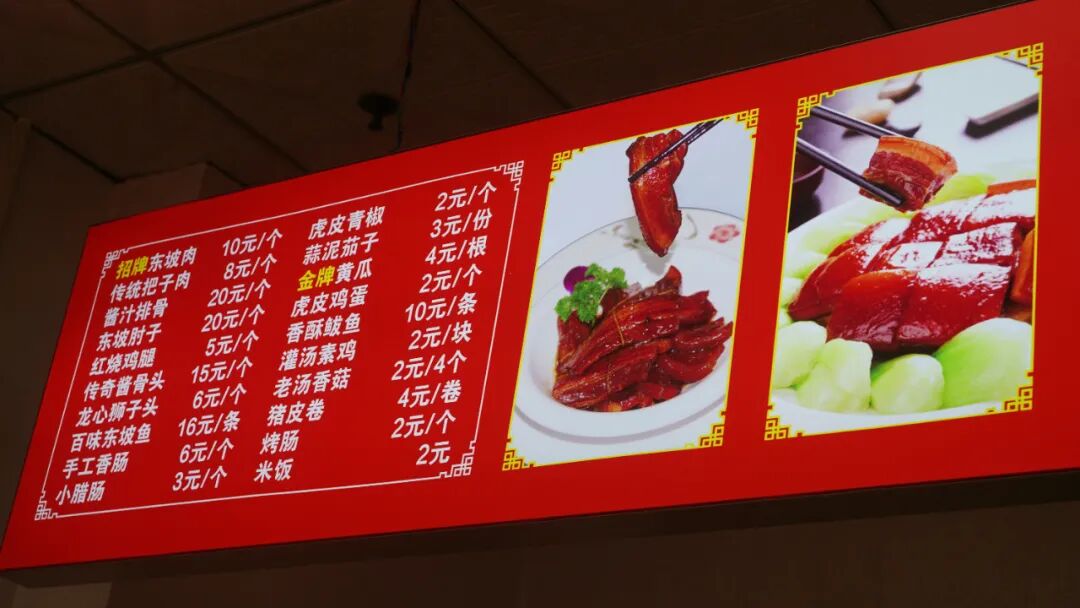 招牌东坡肉 10元/个
传统把子肉 8元/个
酱汁排骨 20元/个
东坡肘子 20元/个
红烧鸡腿 5元/个
传奇酱骨头 15元/个
龙心狮子头 6元/个
百味东坡鱼 16元/条
手工香肠 6元/个
小腊肠 3元/个
虎皮青椒 2元/个
蒜泥茄子 3元/份
金牌黄瓜 4元/根
虎皮鸡蛋 2元/个
香酥鲅鱼 10元/条
灌汤素鸡 2元/块
老汤香菇 2元/4个
猪皮卷 4元/卷
烤肠 2元/个
米饭 2元